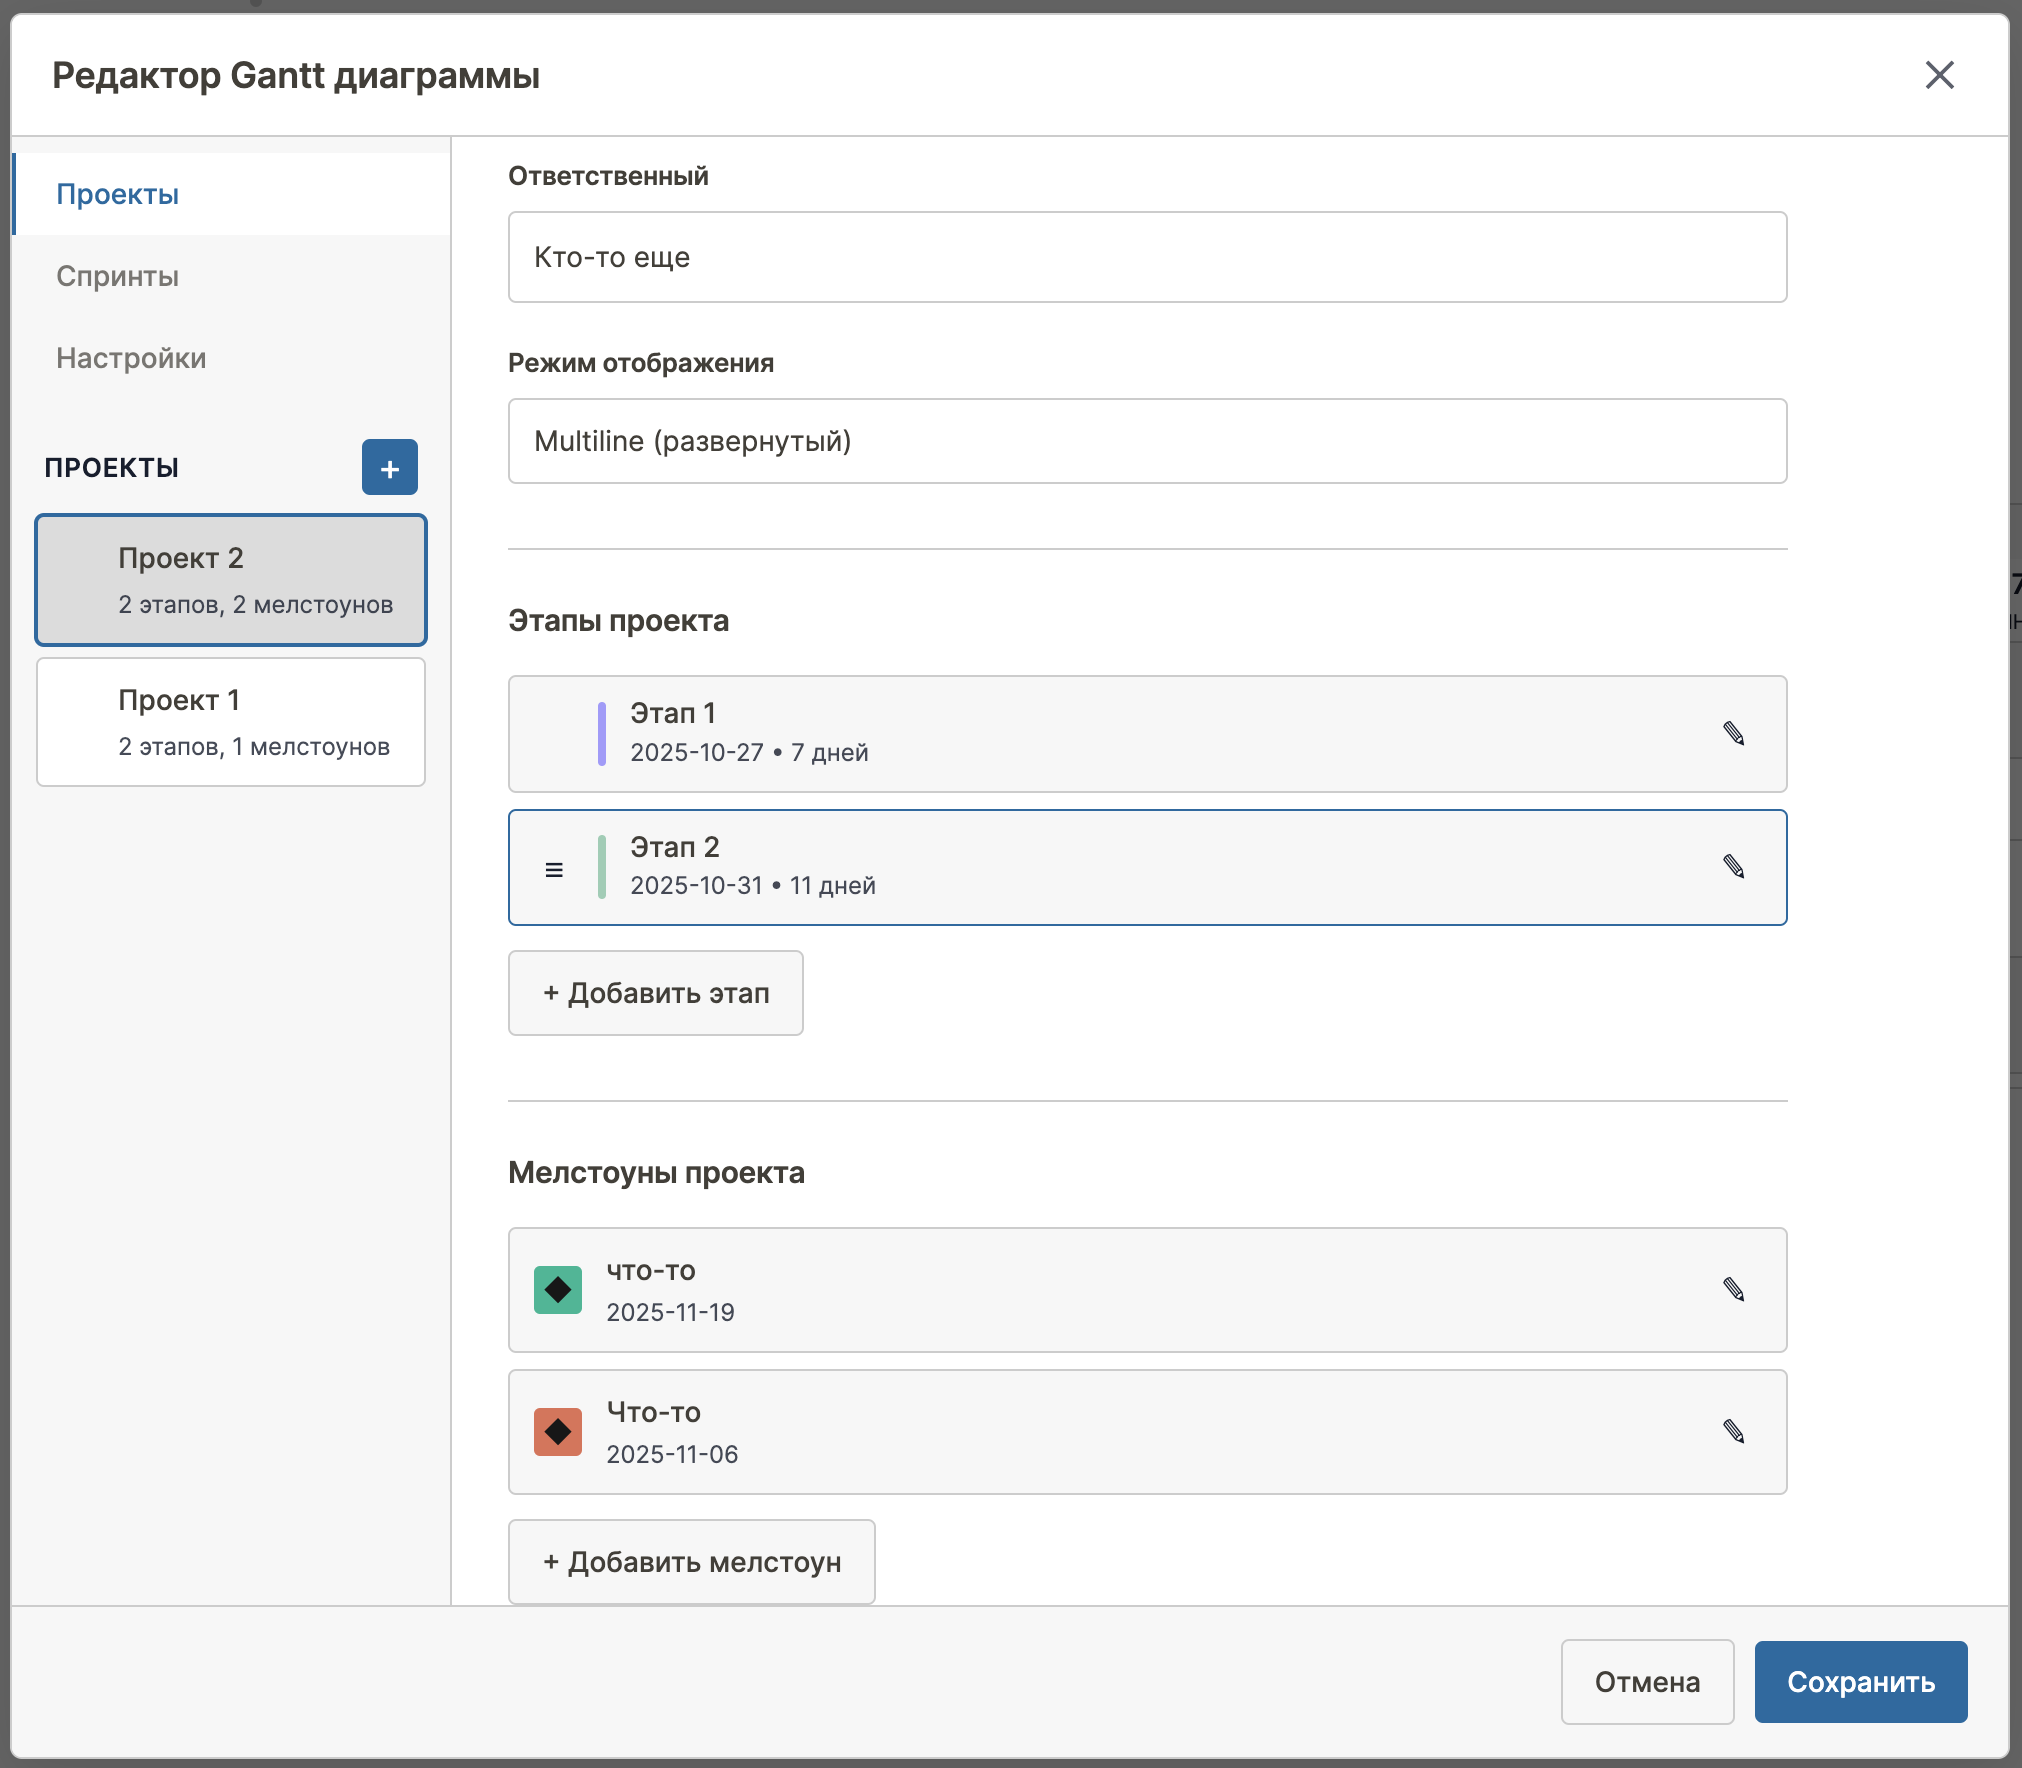 Редактор Gantt диаграммы
Проекты
Спринты
Настройки
ПРОЕКТЫ
+
Проект 2
2 этапов, 2 мелстоунов
Проект 1
2 этапов, 1 мелстоунов
Ответственный
Кто-то еще
Режим отображения
Multiline (развернутый)
Этапы проекта
Этап 1
2025-10-27 • 7 дней
Этап 2
2025-10-31 • 11 дней
+ Добавить этап
Мелстоуны проекта
что-то
2025-11-19
Что-то
2025-11-06
+ Добавить мелстоун
Отмена
Сохранить